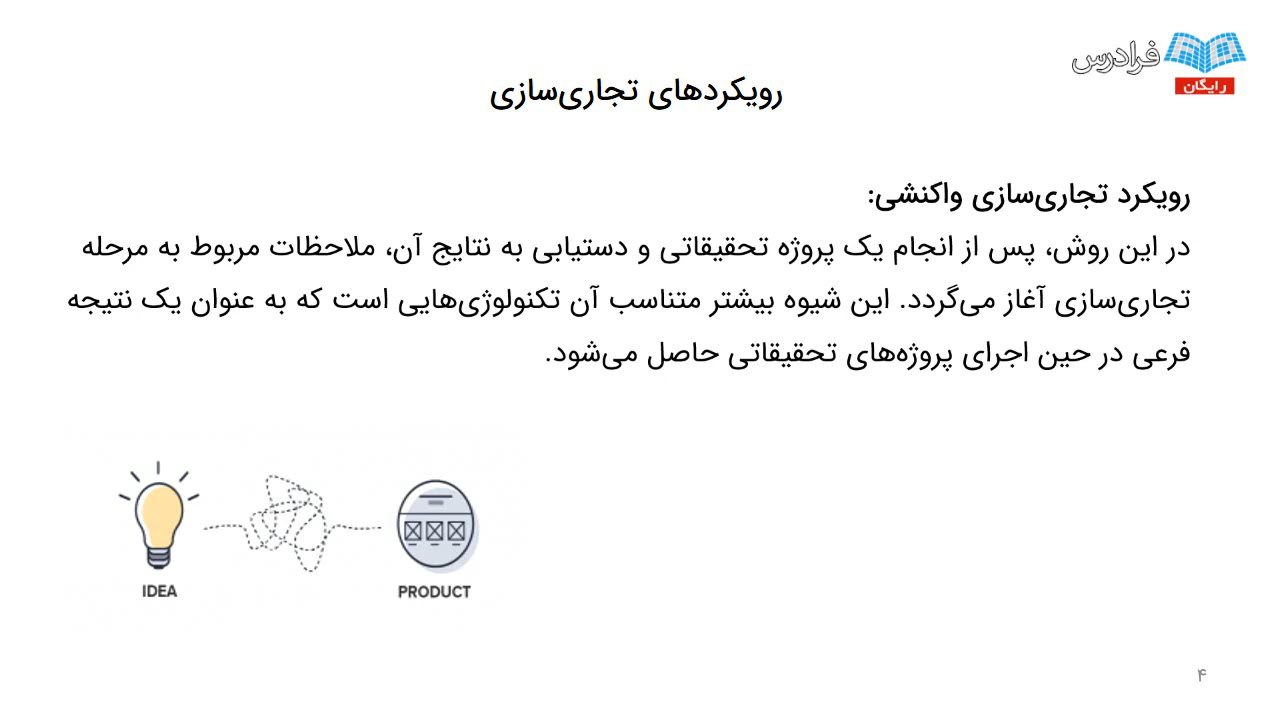 فرادرس
رایگان
رویکردهای تجاری‌سازی
رویکرد تجاری‌سازی واکنشی:
در این روش، پس از انجام یک پروژه تحقیقاتی و دستیابی به نتایج آن، ملاحظات مربوط به مرحله
تجاری‌سازی آغاز می‌گردد. این شیوه بیشتر متناسب آن تکنولوژی‌هایی است که به عنوان یک نتیجه
فرعی در حین اجرای پروژه‌های تحقیقاتی حاصل می‌شود.
IDEA
PRODUCT
۴